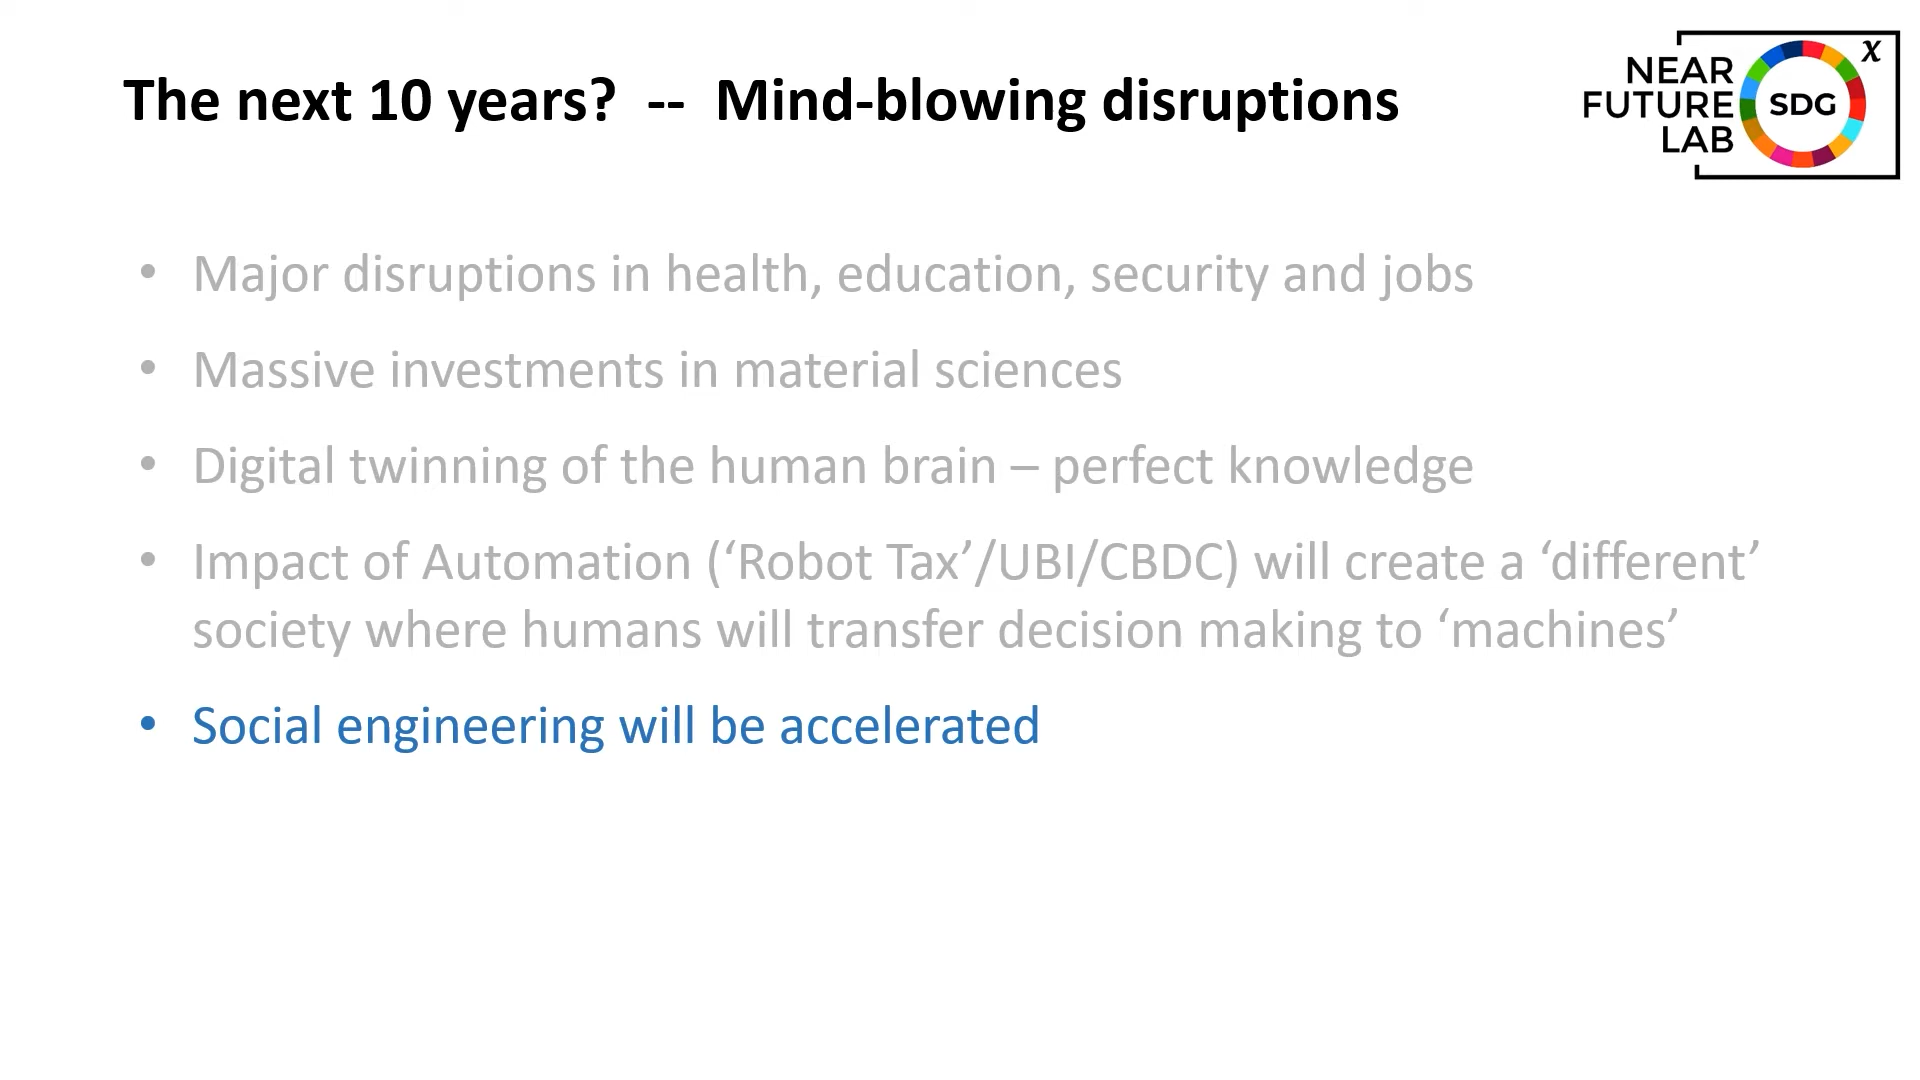 The next 10 years? -- Mind-blowing disruptions
NEAR
FUTURE
LAB
SDG
x
• Major disruptions in health, education, security and jobs
• Massive investments in material sciences
• Digital twinning of the human brain – perfect knowledge
• Impact of Automation (‘Robot Tax’/UBI/CBDC) will create a ‘different’
society where humans will transfer decision making to ‘machines’
• Social engineering will be accelerated